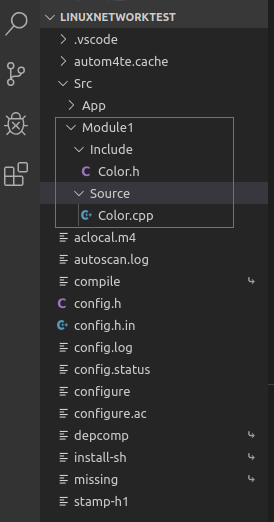 LINUXNETWORKTEST
.vscode
autom4te.cache
Src
App
Module1
Include
C Color.h
Source
C+ Color.cpp
aclocal.m4
autoscan.log
compile
C config.h
C+ config.h.in
config.log
config.status
configure
configure.ac
depcomp
install-sh
missing
stamp-h1